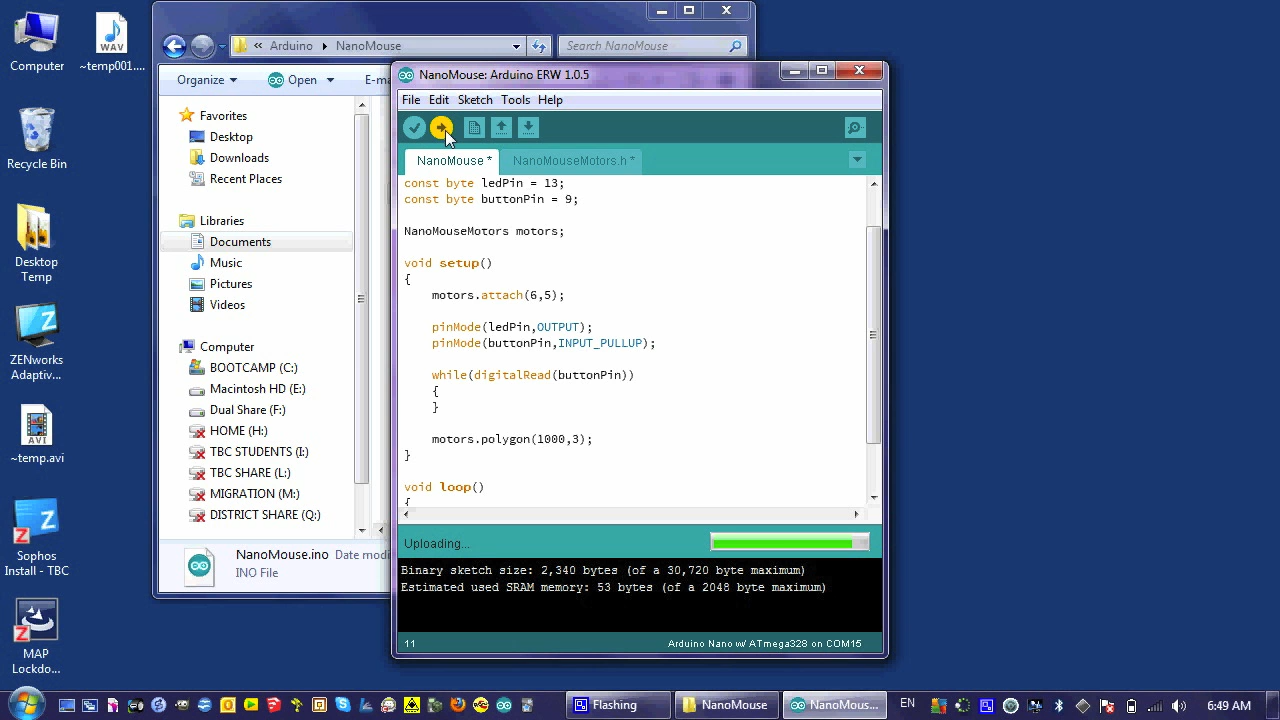 Computer
~temp001....
Recycle Bin
Desktop
Temp
ZENworks
Adaptiv...
~temp.avi
Sophos
Install - TBC
MAP
Lockdo...
WAV
AVI
« Arduino NanoMouse
Search NanoMouse
Organize
Open
E-ma
Favorites
Desktop
Downloads
Recent Places
Libraries
Documents
Music
Pictures
Videos
Computer
BOOTCAMP (C:)
Macintosh HD (E:)
Dual Share (F:)
HOME (H:)
TBC STUDENTS (I:)
TBC SHARE (L:)
MIGRATION (M:)
DISTRICT SHARE (Q:)
NanoMouse.ino Date modi
INO File
NanoMouse: Arduino ERW 1.0.5
File Edit Sketch Tools Help
NanoMouse * NanoMouseMotors.h *
const byte ledPin = 13;
const byte buttonPin = 9;
NanoMouseMotors motors;
void setup()
{
motors.attach(6,5);
pinMode(ledPin,OUTPUT);
pinMode(buttonPin,INPUT_PULLUP);
while(digitalRead(buttonPin))
{
}
motors.polygon(1000,3);
}
void loop()
{
Uploading...
Binary sketch size: 2,340 bytes (of a 30,720 byte maximum)
Estimated used SRAM memory: 53 bytes (of a 2048 byte maximum)
11
Arduino Nano w/ ATmega328 on COM15
Flashing
NanoMouse
NanoMous...
EN
6:49 AM